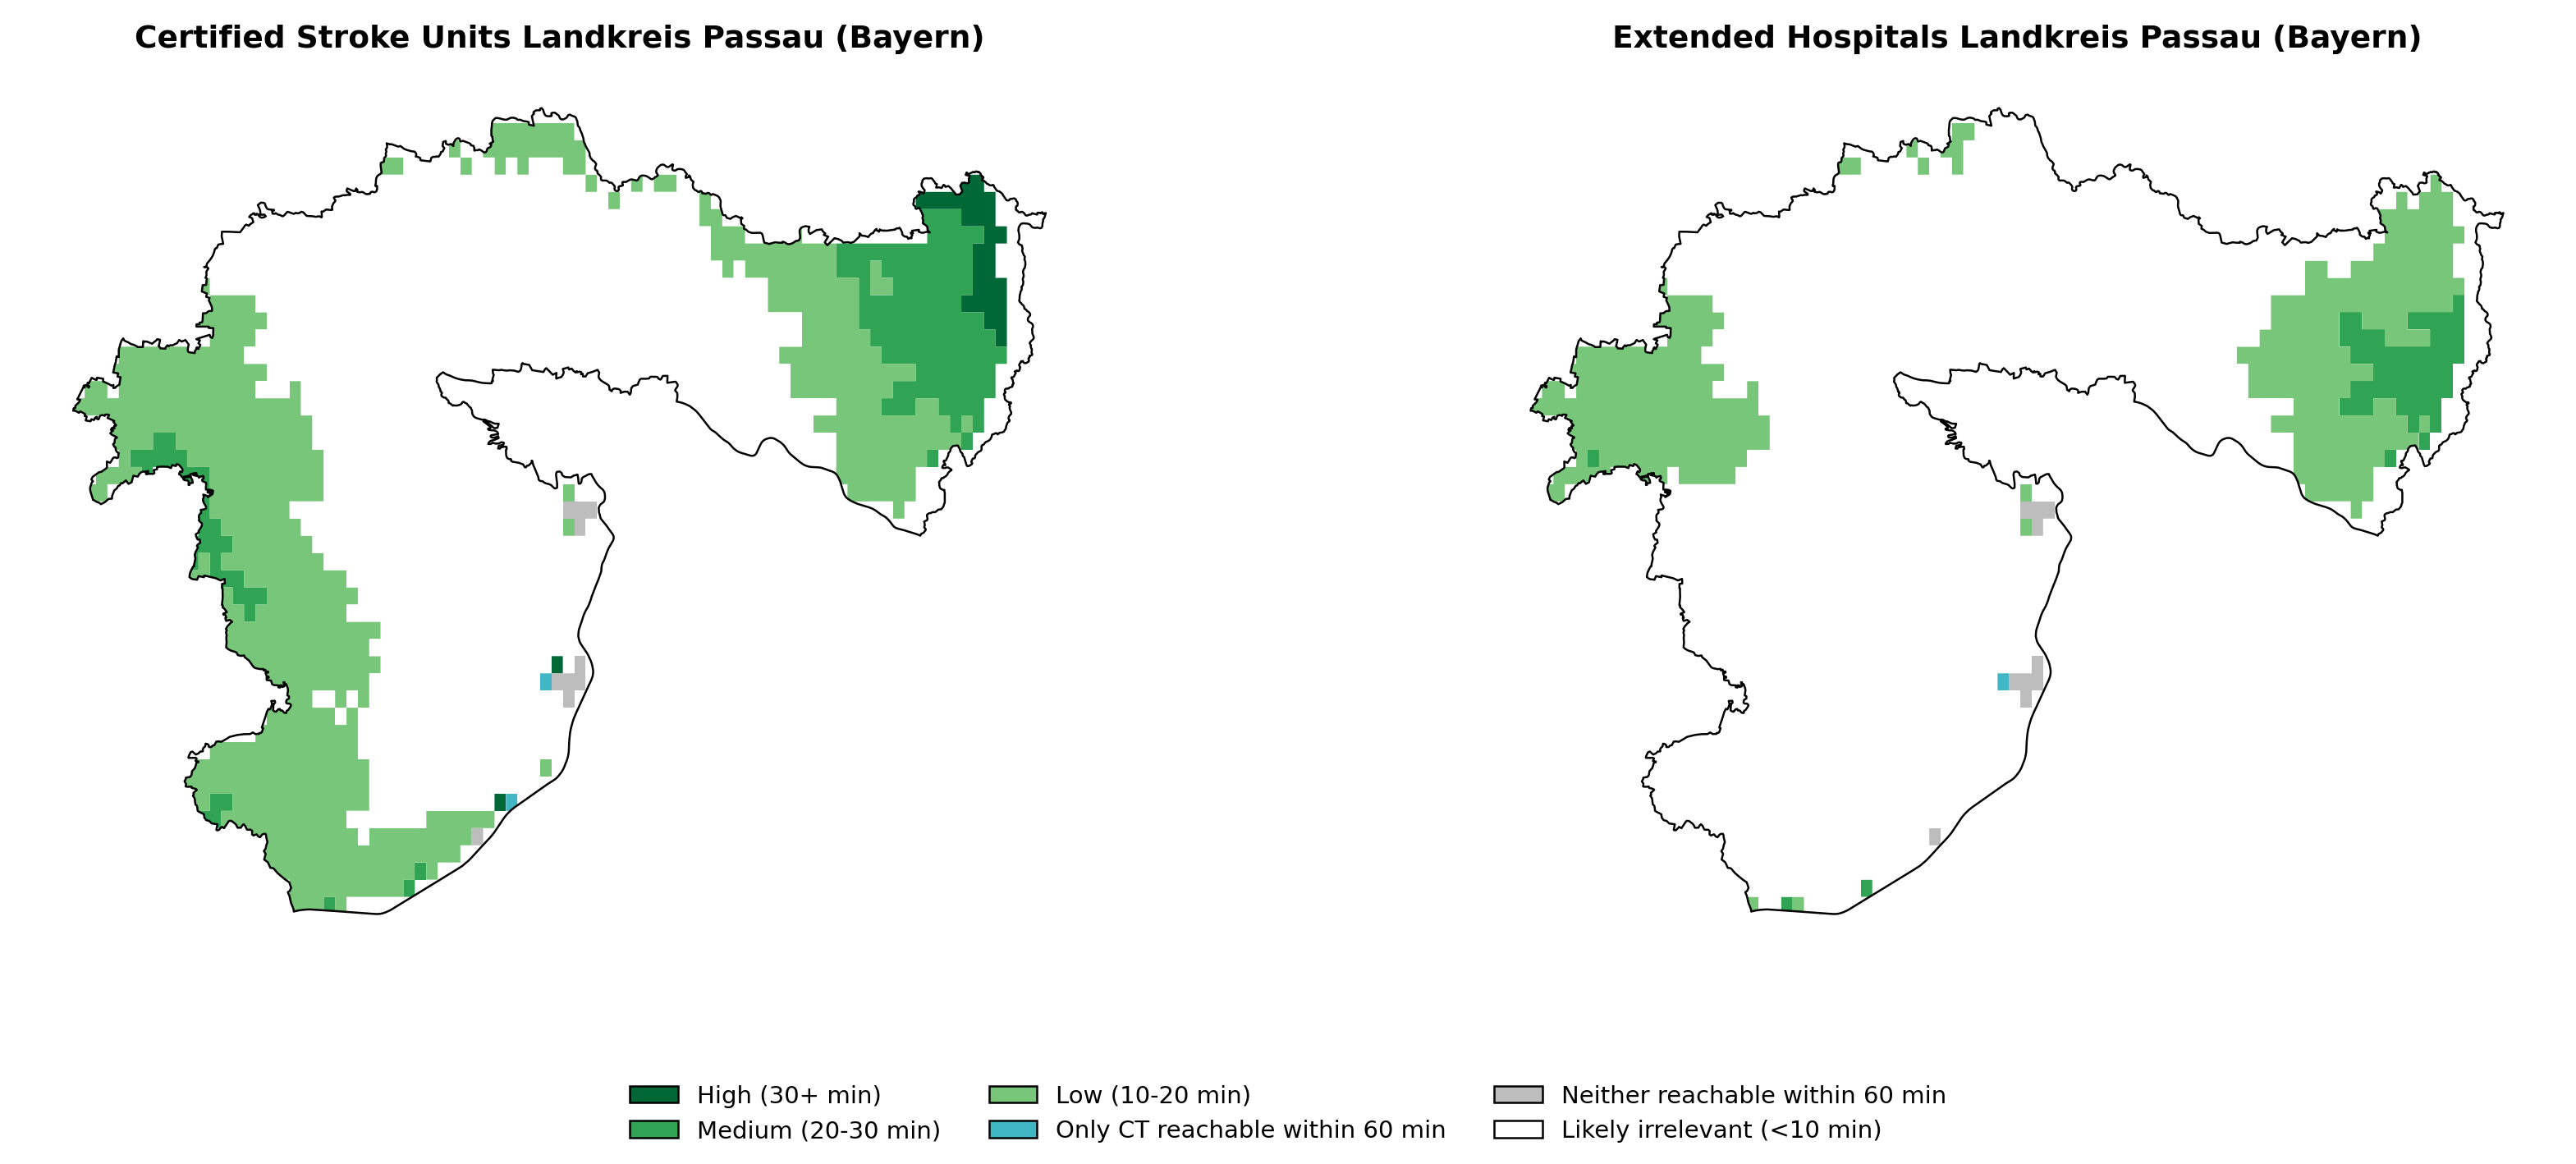 Certified Stroke Units Landkreis Passau (Bayern)
Extended Hospitals Landkreis Passau (Bayern)
High (30+ min)
Medium (20-30 min)
Low (10-20 min)
Only CT reachable within 60 min
Neither reachable within 60 min
Likely irrelevant (<10 min)